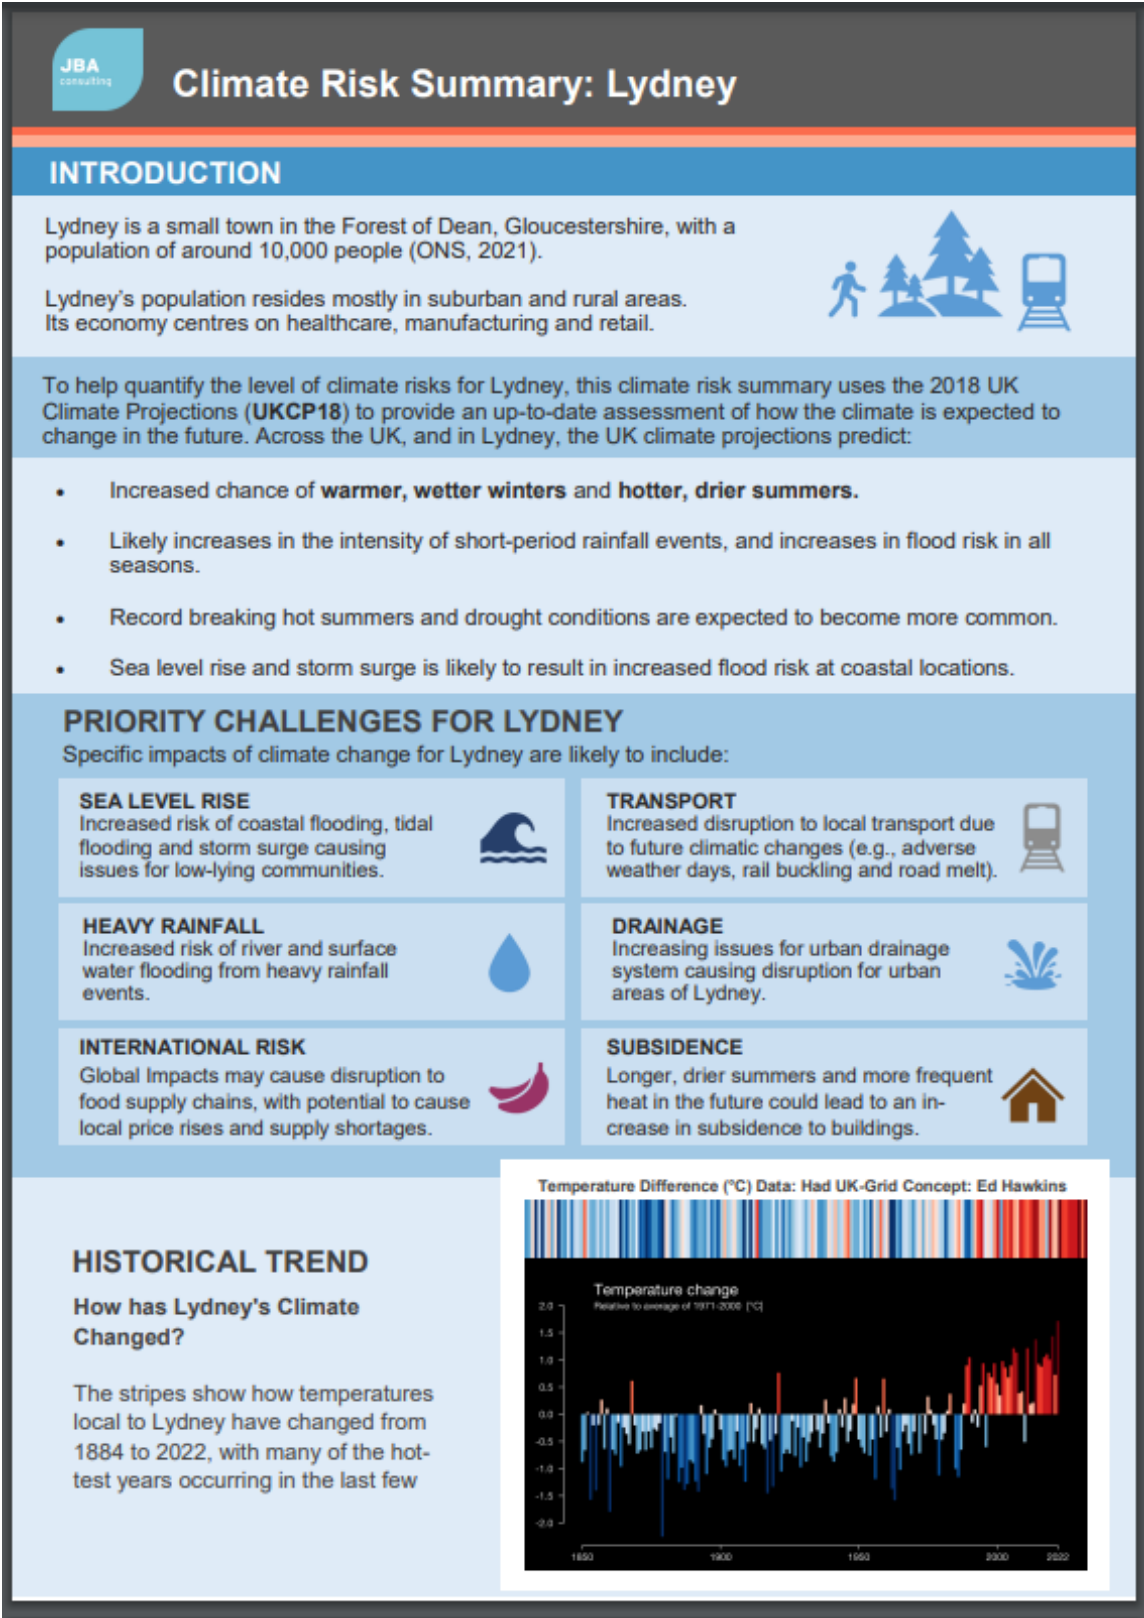 JBA
consulting
Climate Risk Summary: Lydney
INTRODUCTION
Lydney is a small town in the Forest of Dean, Gloucestershire, with a
population of around 10,000 people (ONS, 2021).
Lydney's population resides mostly in suburban and rural areas.
Its economy centres on healthcare, manufacturing and retail.
To help quantify the level of climate risks for Lydney, this climate risk summary uses the 2018 UK
Climate Projections (UKCP18) to provide an up-to-date assessment of how the climate is expected to
change in the future. Across the UK, and in Lydney, the UK climate projections predict:
• Increased chance of warmer, wetter winters and hotter, drier summers.
• Likely increases in the intensity of short-period rainfall events, and increases in flood risk in all
seasons.
• Record breaking hot summers and drought conditions are expected to become more common.
• Sea level rise and storm surge is likely to result in increased flood risk at coastal locations.
PRIORITY CHALLENGES FOR LYDNEY
Specific impacts of climate change for Lydney are likely to include:
SEA LEVEL RISE
Increased risk of coastal flooding, tidal
flooding and storm surge causing
issues for low-lying communities.
TRANSPORT
Increased disruption to local transport due
to future climatic changes (e.g., adverse
weather days, rail buckling and road melt).
HEAVY RAINFALL
Increased risk of river and surface
water flooding from heavy rainfall
events.
DRAINAGE
Increasing issues for urban drainage
system causing disruption for urban
areas of Lydney.
INTERNATIONAL RISK
Global Impacts may cause disruption to
food supply chains, with potential to cause
local price rises and supply shortages.
SUBSIDENCE
Longer, drier summers and more frequent
heat in the future could lead to an in-
crease in subsidence to buildings.
HISTORICAL TREND
How has Lydney's Climate
Changed?
The stripes show how temperatures
local to Lydney have changed from
1884 to 2022, with many of the hot-
test years occurring in the last few
Temperature Difference (°C) Data: Had UK-Grid Concept: Ed Hawkins
Temperature change
Relative to average of 1971-2000 [°C]
2.0
1.5
1.0
0.5
0.0
-0.5
-1.0
-1.5
-2.0
1850 1900 1950 2000 2022